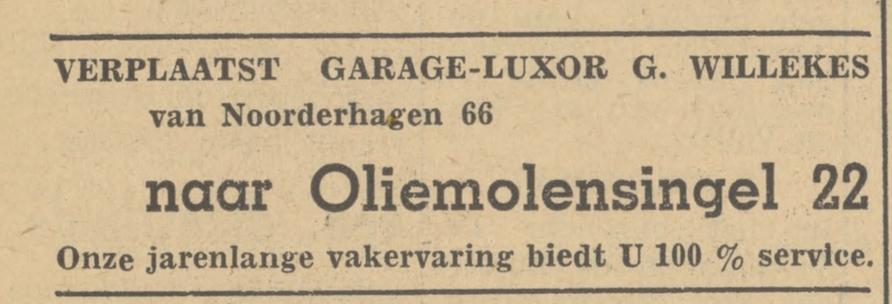 VERPLAATST GARAGE-LUXOR G. WILLEKES
van Noorderhagen 66
naar Oliemolensingel 22
Onze jarenlange vakervaring biedt U 100 % service.